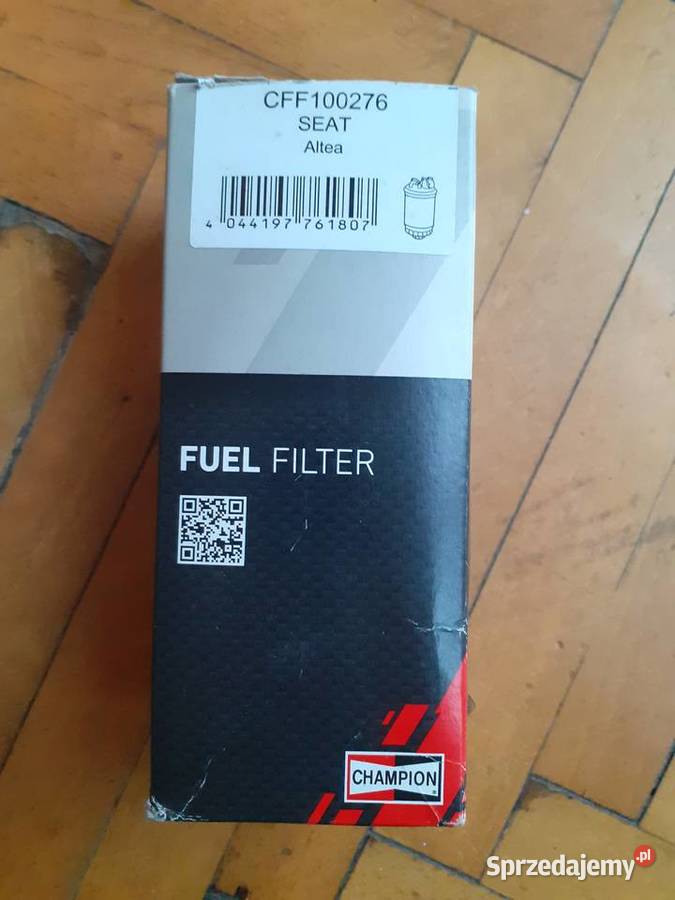 CFF100276
SEAT
Altea
4 044197 761807
FUEL FILTER
CHAMPION
Sprzedajemy.pl